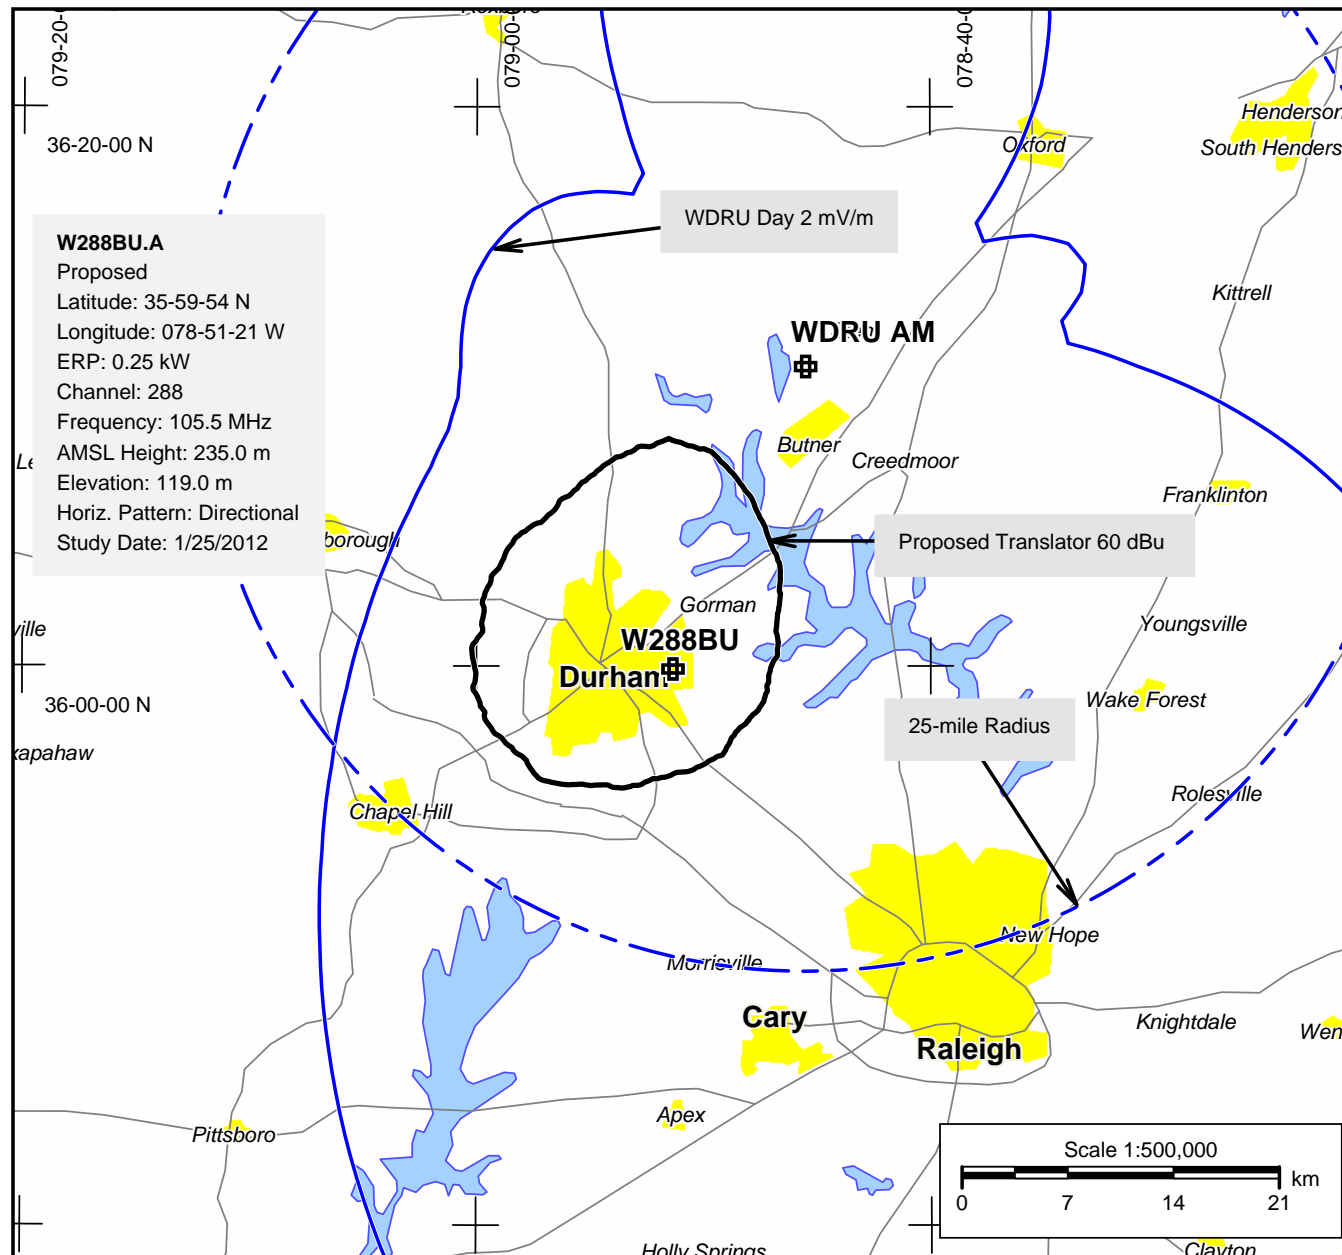 079-20-0
079-00-0
078-40-0
36-20-00 N
Oxford
Henderson
South Henders
WDRU Day 2 mV/m
W288BU.A
Proposed
Latitude: 35-59-54 N
Longitude: 078-51-21 W
ERP: 0.25 kW
Channel: 288
Frequency: 105.5 MHz
AMSL Height: 235.0 m
Elevation: 119.0 m
Horiz. Pattern: Directional
Study Date: 1/25/2012
Kittrell
WDRU AM
Butner
Creedmoor
Franklinton
Le
borough
Proposed Translator 60 dBu
Gorman
Youngsville
ville
W288BU
Durham
36-00-00 N
Wake Forest
25-mile Radius
xapahaw
Rolesville
Chapel Hill
New Hope
Morrisville
Cary
Knightdale
Wen
Raleigh
Apex
Pittsboro
Scale 1:500,000
km
0 7 14 21
Holly Springs
Clayton